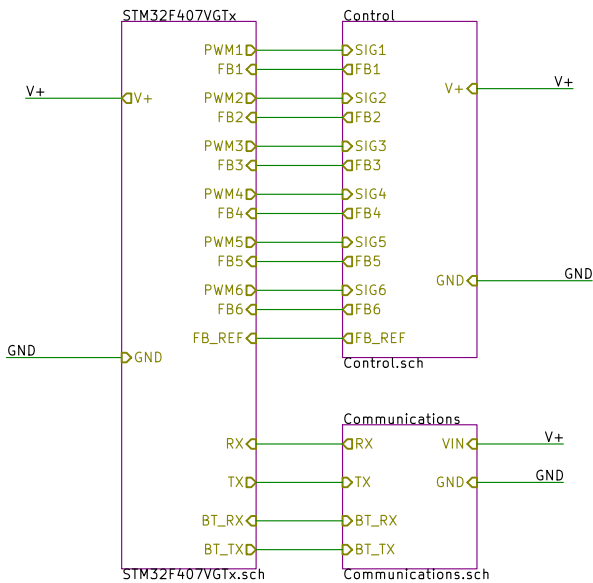 STM32F407VGTx
Control
PWM1
SIG1
FB1
FB1
V+
V+
V+
V+
PWM2
SIG2
FB2
FB2
PWM3
SIG3
FB3
FB3
PWM4
SIG4
FB4
FB4
PWM5
SIG5
FB5
FB5
GND
GND
PWM6
SIG6
FB6
FB6
FB_REF
FB_REF
GND
GND
Control.sch
Communications
RX
RX
VIN
V+
TX
TX
GND
GND
BT_RX
BT_RX
BT_TX
BT_TX
STM32F407VGTx.sch
Communications.sch